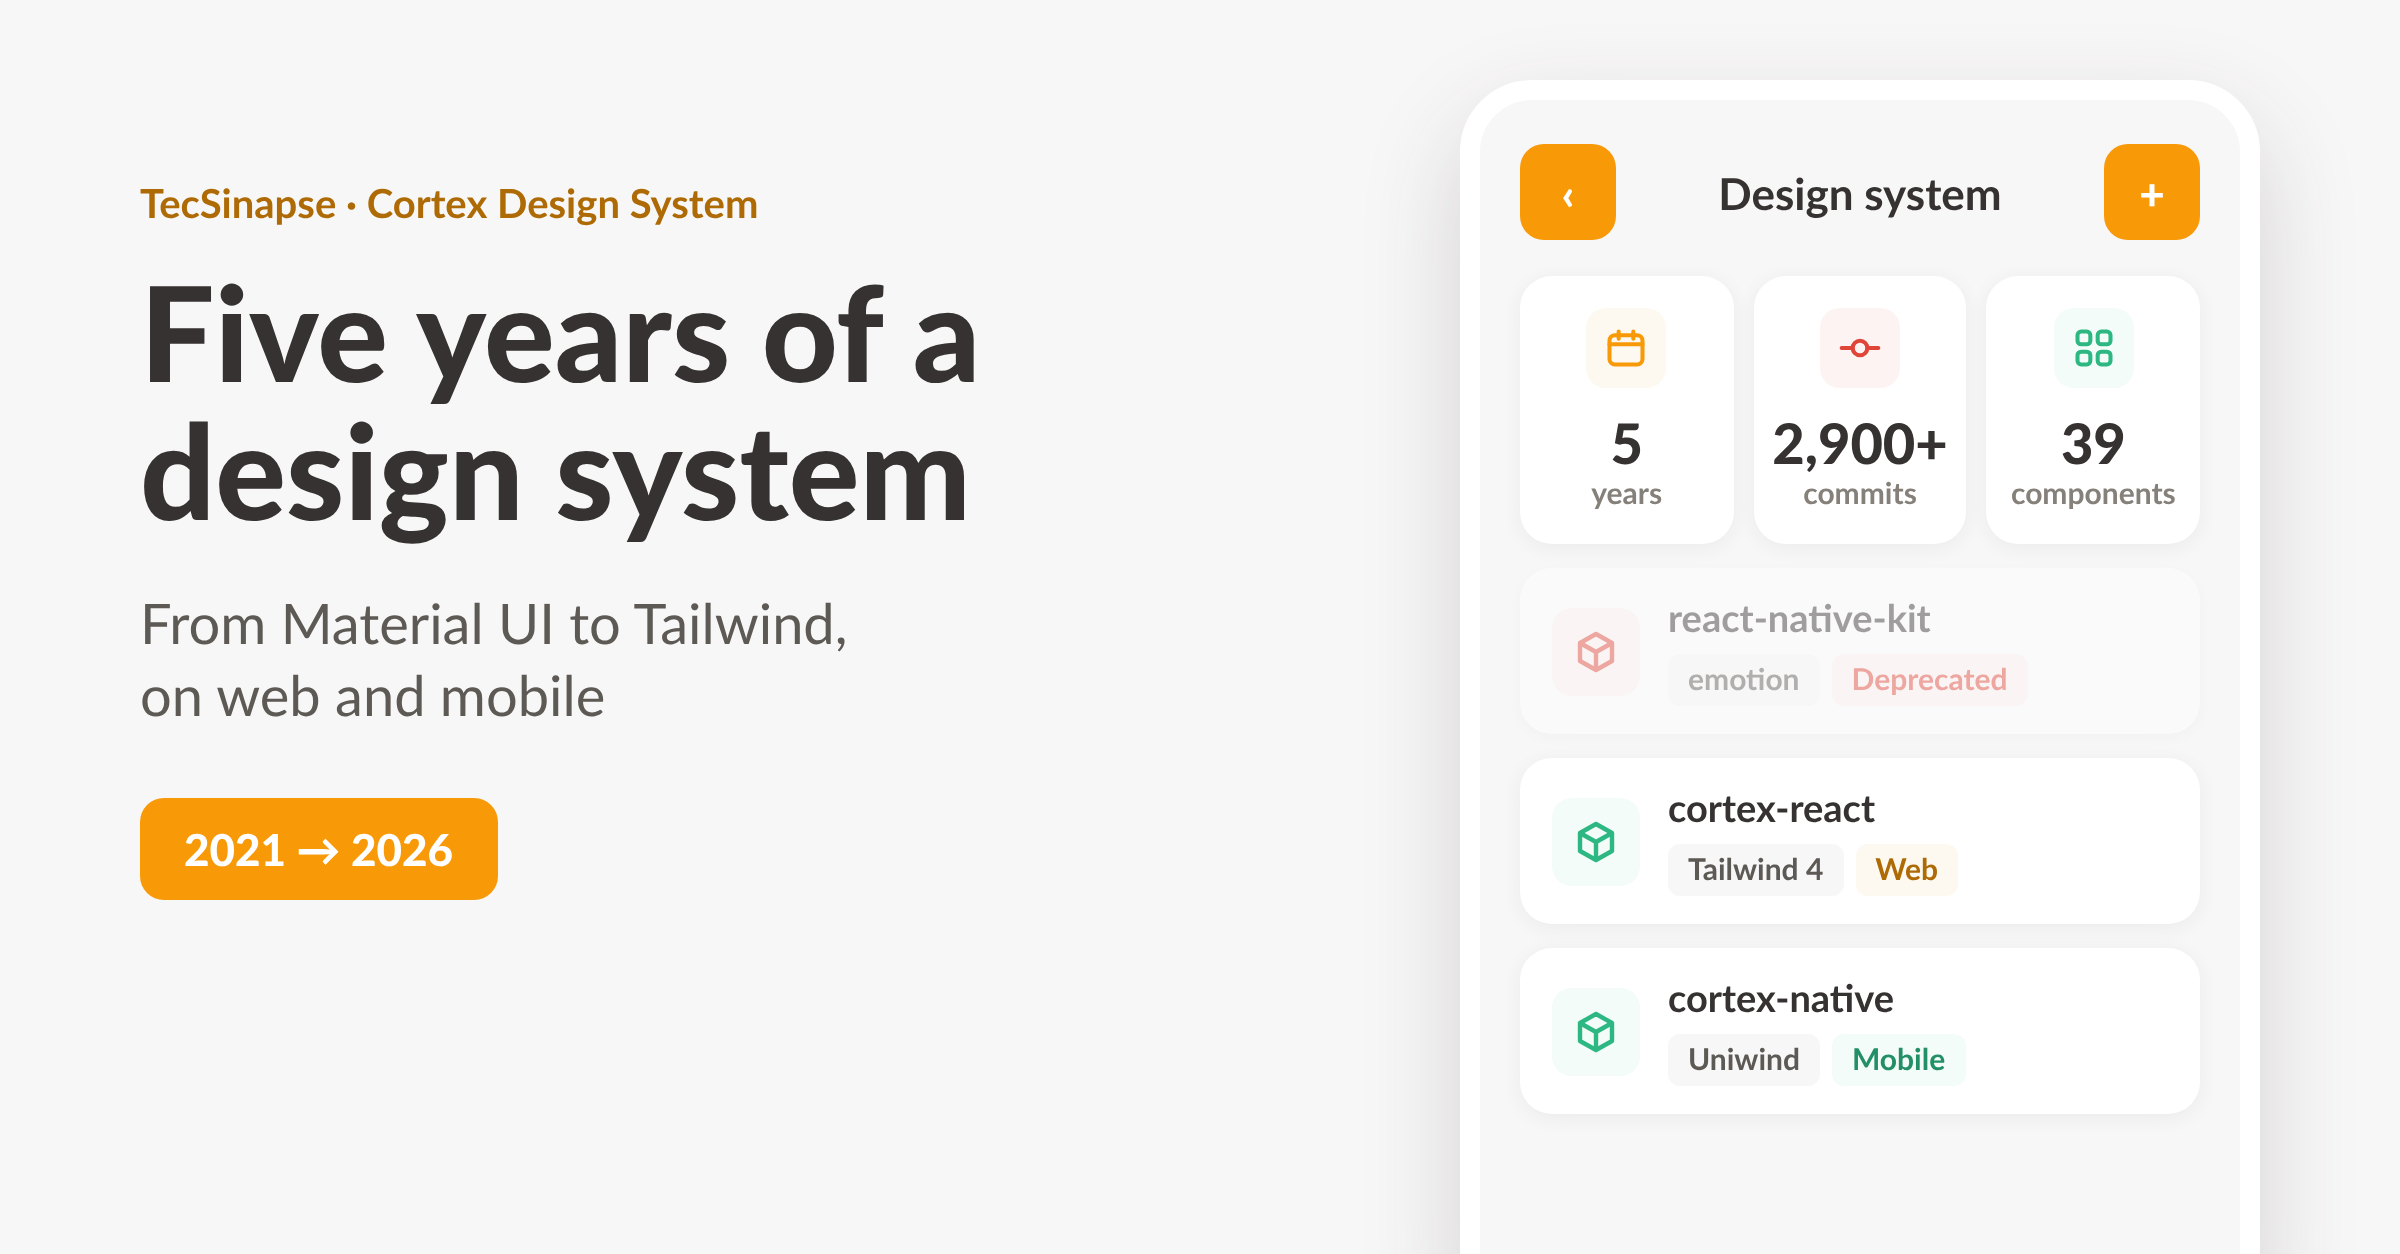 TecSinapse · Cortex Design System
Five years of a
design system
From Material UI to Tailwind,
on web and mobile
2021 → 2026
‹ Design system +
5 2,900+ 39
years commits components
react-native-kit
emotion Deprecated
cortex-react
Tailwind 4 Web
cortex-native
Uniwind Mobile